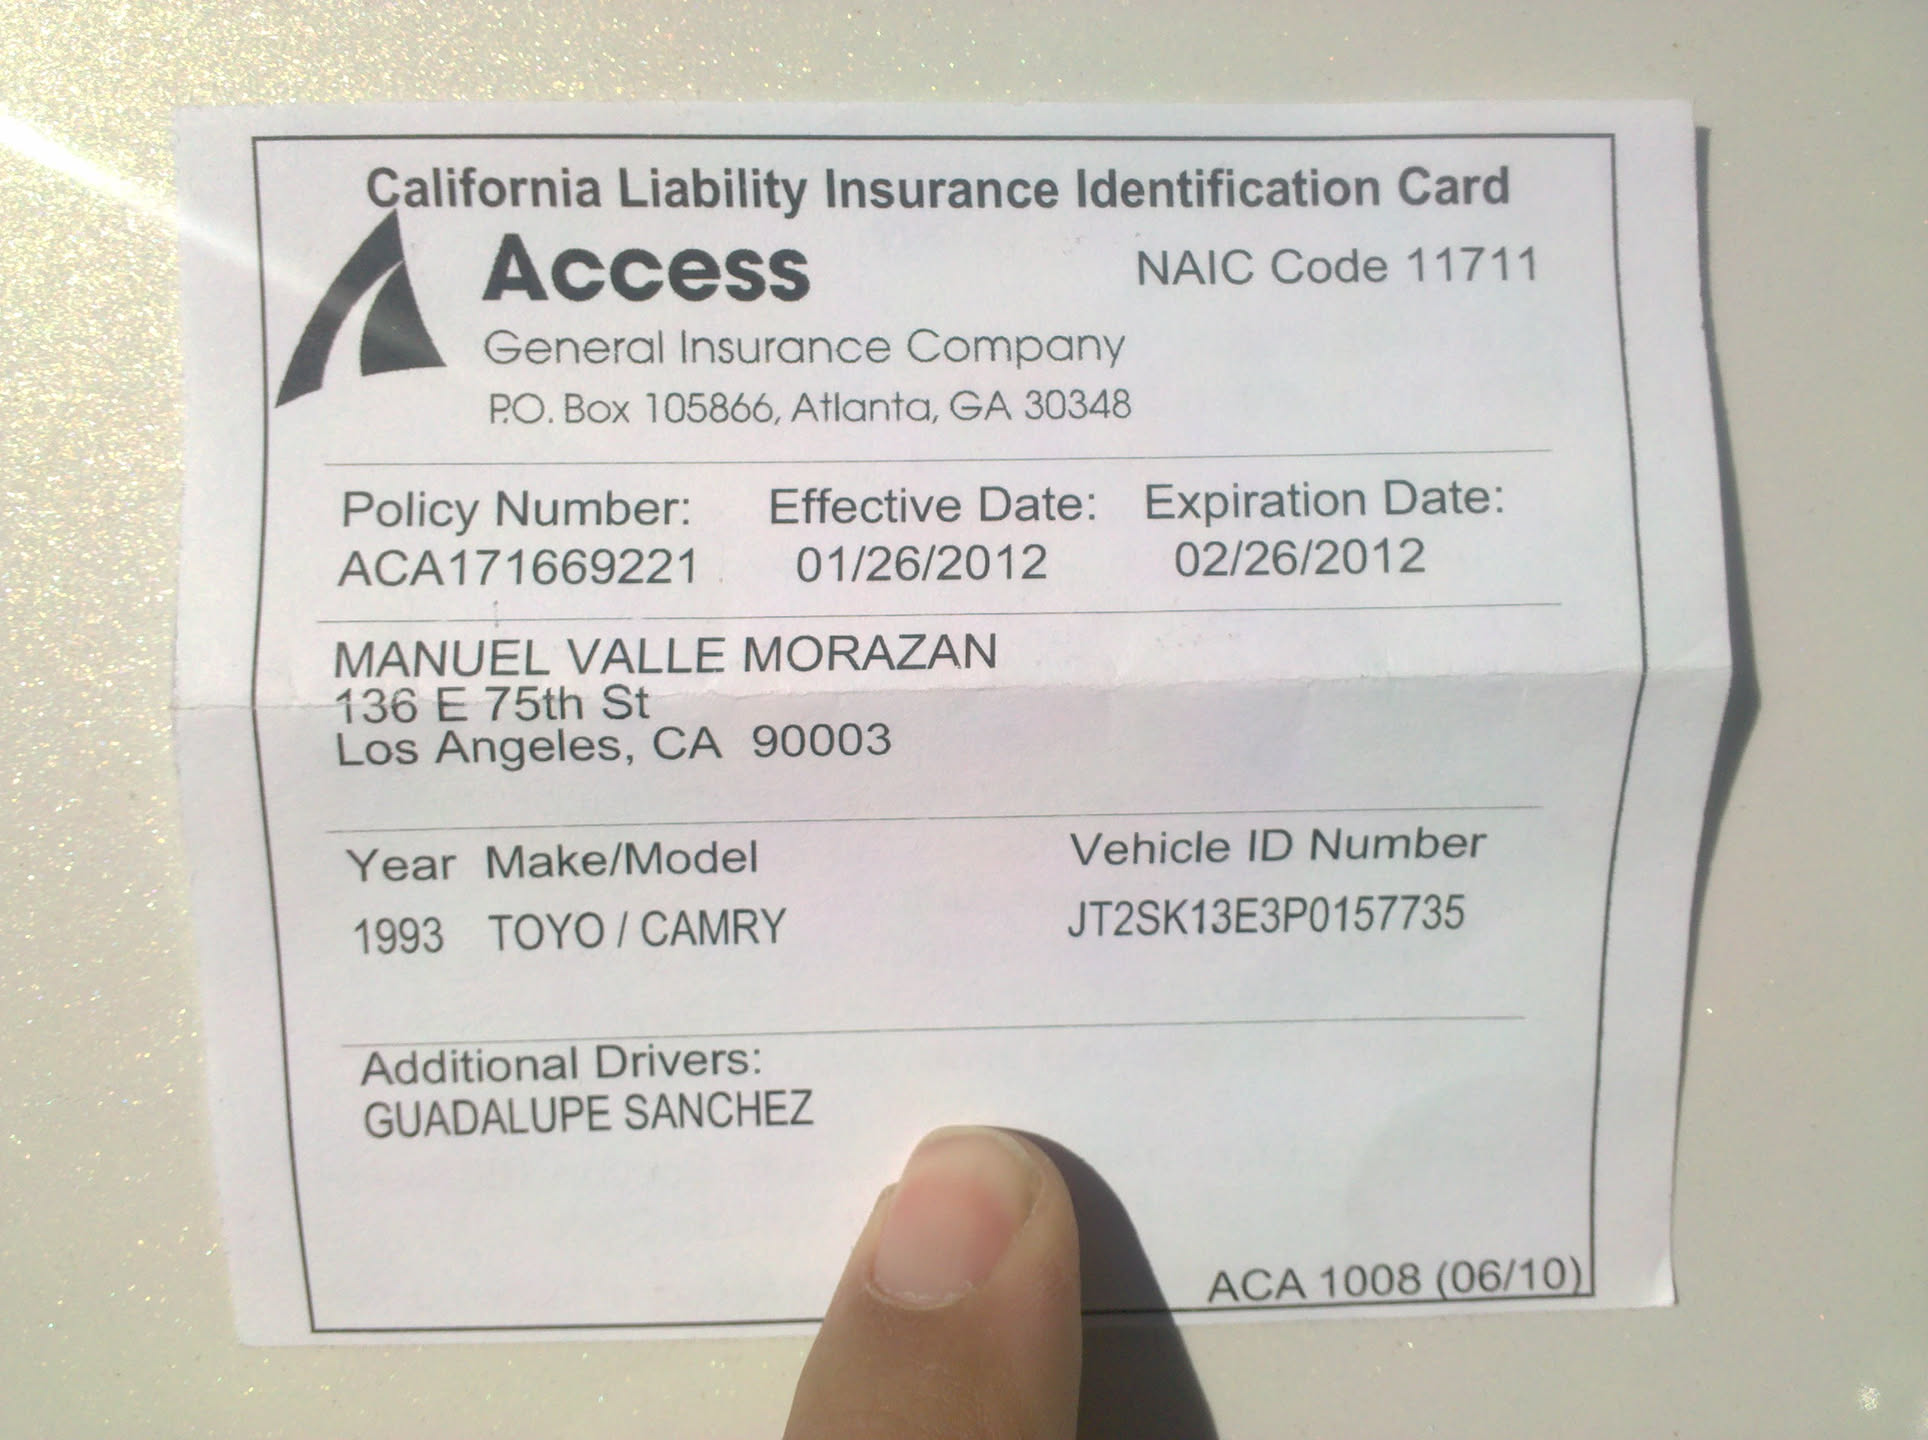 California Liability Insurance Identification Card
Access NAIC Code 11711
General Insurance Company
P.O. Box 105866, Atlanta, GA 30348
Policy Number: Effective Date: Expiration Date:
ACA171669221 01/26/2012 02/26/2012
MANUEL VALLE MORAZAN
136 E 75th St
Los Angeles, CA 90003
Year Make/Model Vehicle ID Number
1993 TOYO / CAMRY JT2SK13E3P0157735
Additional Drivers:
GUADALUPE SANCHEZ
ACA 1008 (06/10)